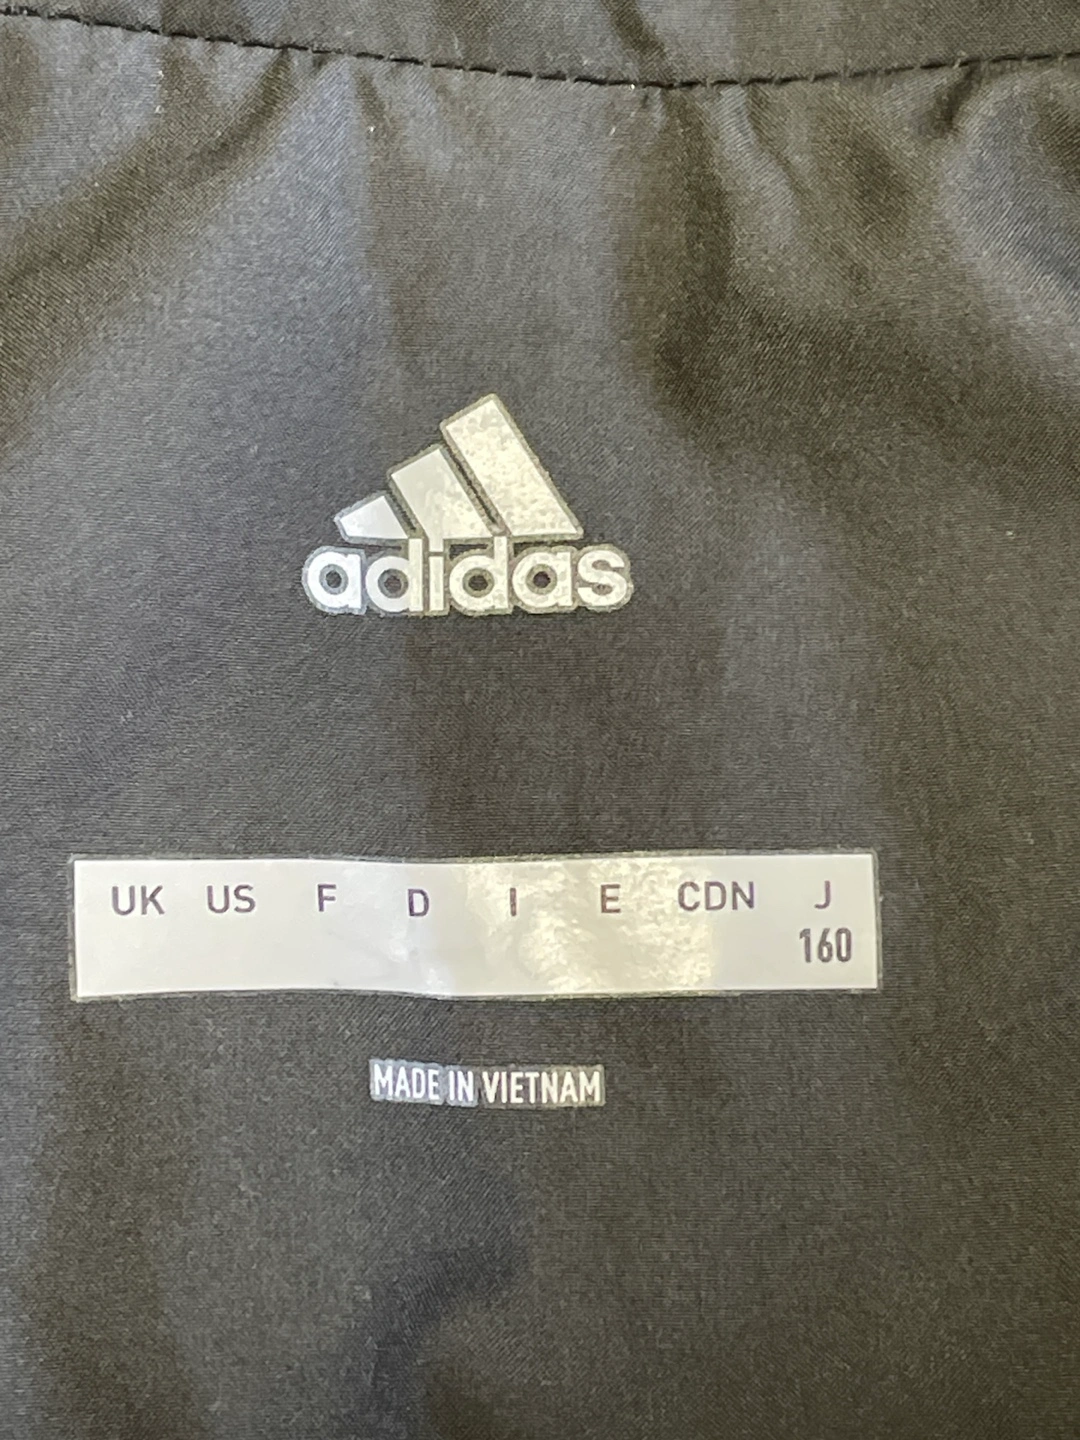 adidas
UK US F D I E CDN J
160
MADE IN VIETNAM